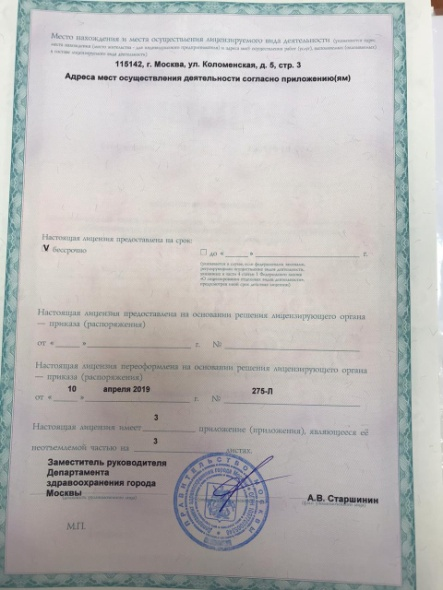 Место нахождения и места осуществления лицензируемого вида деятельности
115142, г. Москва, ул. Коломенская, д. 5, стр. 3
Адреса мест осуществления деятельности согласно приложению(ям)
Настоящая лицензия предоставлена на срок:
V бессрочно
☐ до « » г.
Настоящая лицензия предоставлена на основании решения лицензирующего органа
— приказа (распоряжения)
от « » г. №
Настоящая лицензия переоформлена на основании решения лицензирующего органа
— приказа (распоряжения)
от « 10 » апреля 2019 г. № 275-Л
Настоящая лицензия имеет 3 приложение (приложения), являющееся её
неотъемлемой частью на 3 листах.
Заместитель руководителя
Департамента
здравоохранения города
Москвы
А.В. Старшинин
М.П.